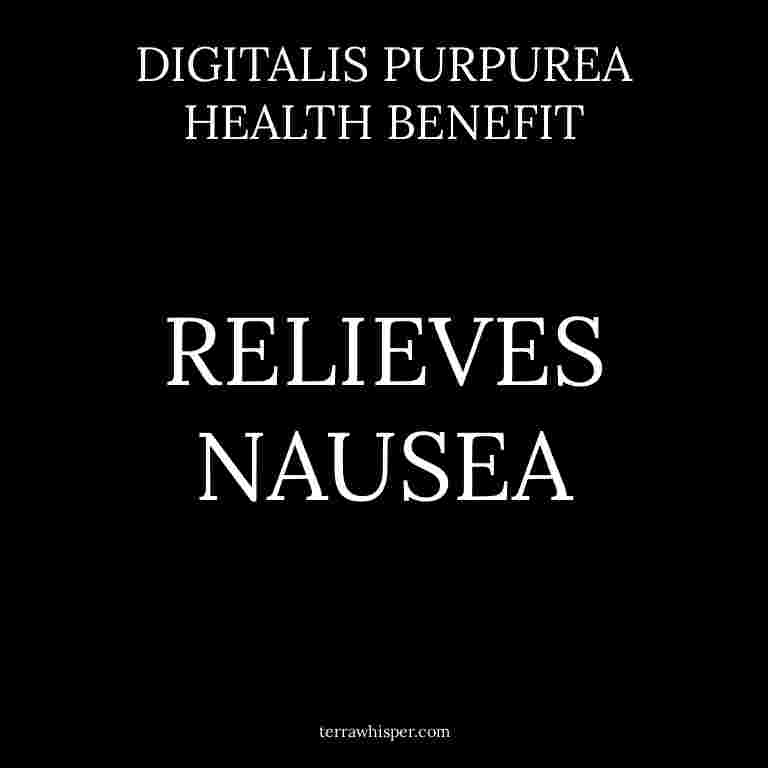 DIGITALIS PURPUREA
HEALTH BENEFIT
RELIEVES
NAUSEA
terrawhisper.com